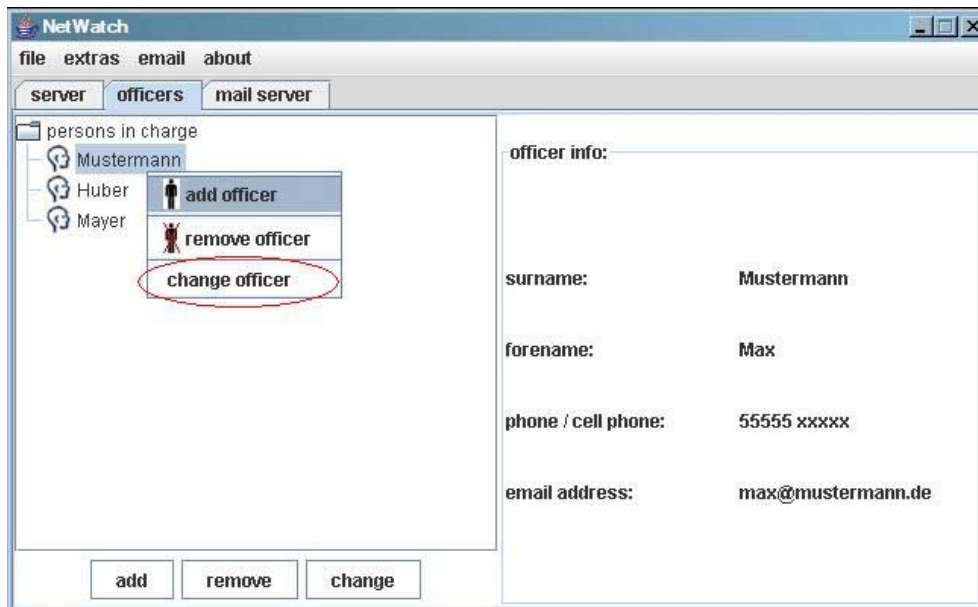 NetWatch
file extras email about
server officers mail server
persons in charge
Mustermann
Huber
Mayer
add officer
remove officer
change officer
add remove change
officer info:
surname: Mustermann
forename: Max
phone / cell phone: 55555 xxxxx
email address: max@mustermann.de